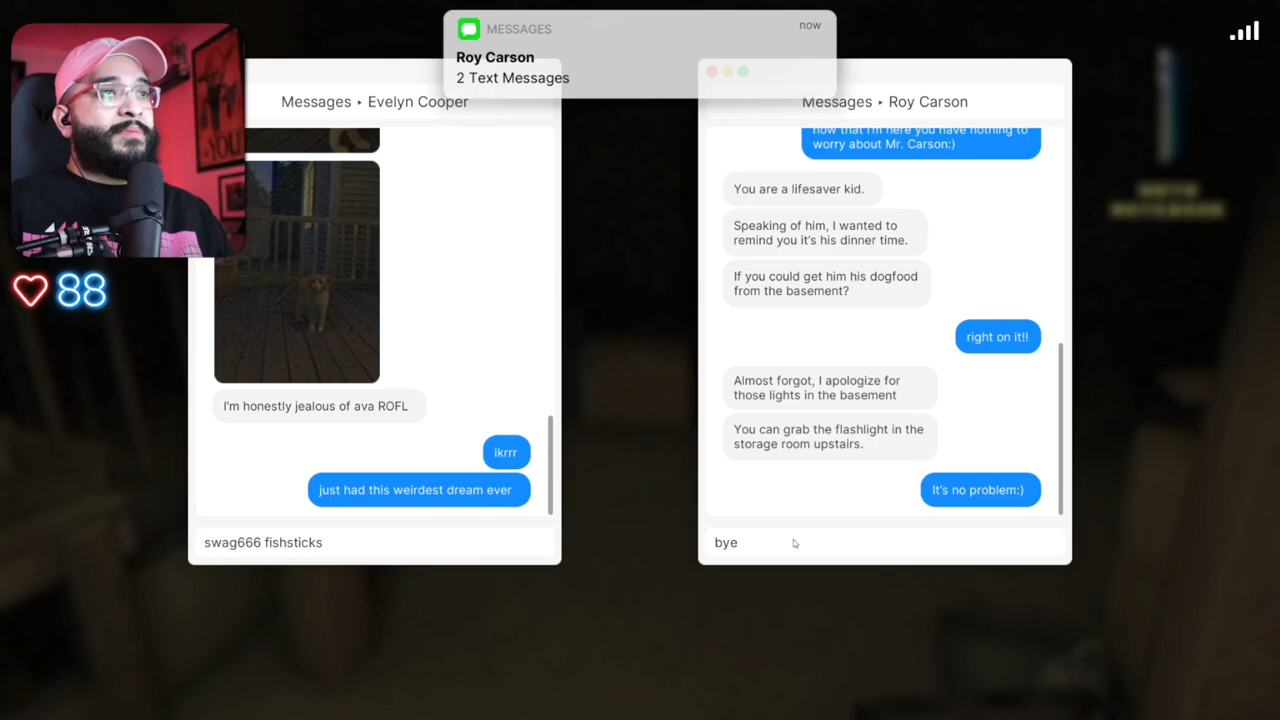 MESSAGES
now
Roy Carson
2 Text Messages
Messages ‣ Evelyn Cooper
I'm honestly jealous of ava ROFL
ikrrr
just had this weirdest dream ever
swag666 fishsticks
Messages ‣ Roy Carson
now that I'm here you have nothing to
worry about Mr. Carson:)
You are a lifesaver kid.
Speaking of him, I wanted to
remind you it's his dinner time.
If you could get him his dogfood
from the basement?
right on it!!
Almost forgot, I apologize for
those lights in the basement
You can grab the flashlight in the
storage room upstairs.
It's no problem:)
bye
88
YOU